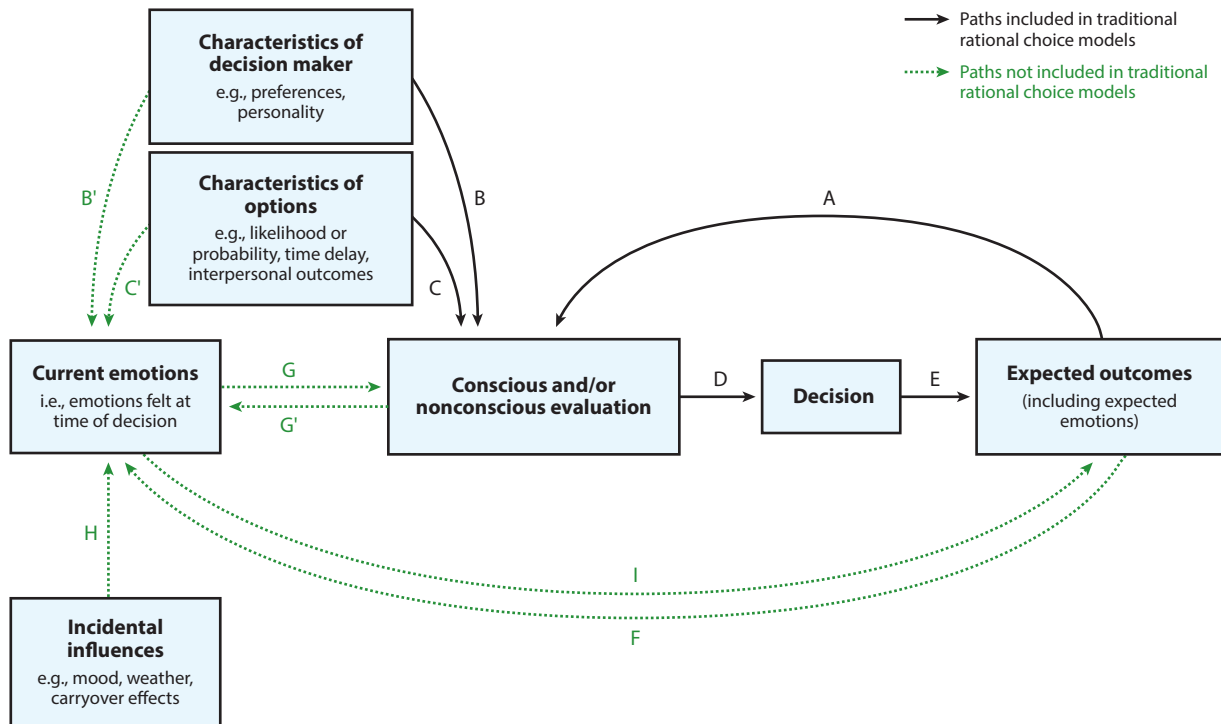 Paths included in traditional
rational choice models
Paths not included in traditional
rational choice models
Characteristics of
decision maker
e.g., preferences,
personality
Characteristics of
options
e.g., likelihood or
probability, time delay,
interpersonal outcomes
B'
C'
B
C
A
Current emotions
i.e., emotions felt at
time of decision
G
G'
Conscious and/or
nonconscious evaluation
D
Decision
E
Expected outcomes
(including expected
emotions)
H
I
F
Incidental
influences
e.g., mood, weather,
carryover effects